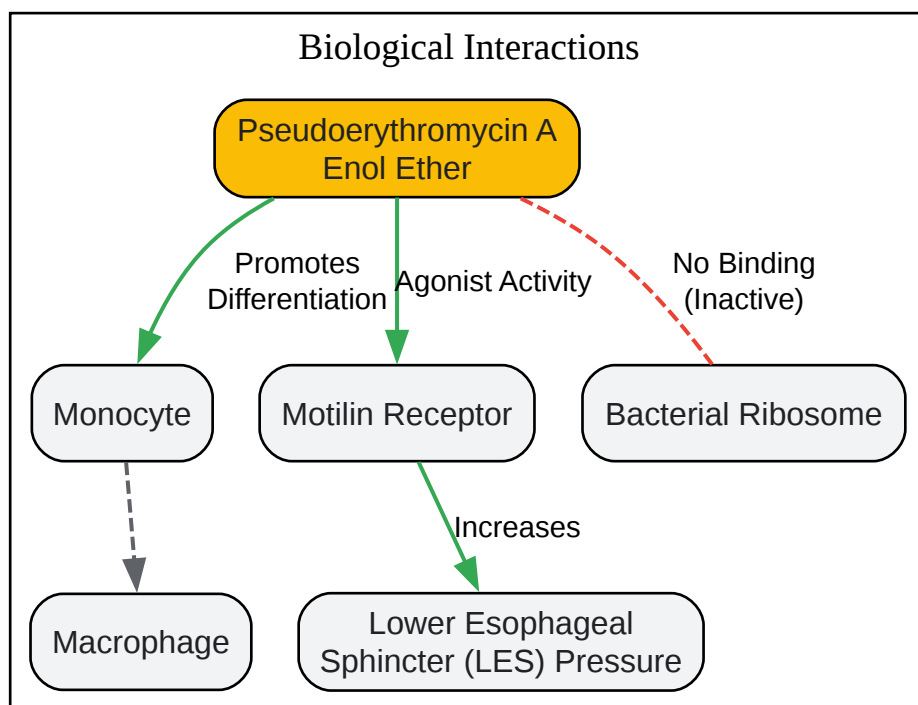 Biological Interactions
Pseudoerythromycin A
Enol Ether
Promotes
Differentiation
Agonist Activity
No Binding
(Inactive)
Monocyte
Motilin Receptor
Bacterial Ribosome
Increases
Macrophage
Lower Esophageal
Sphincter (LES) Pressure